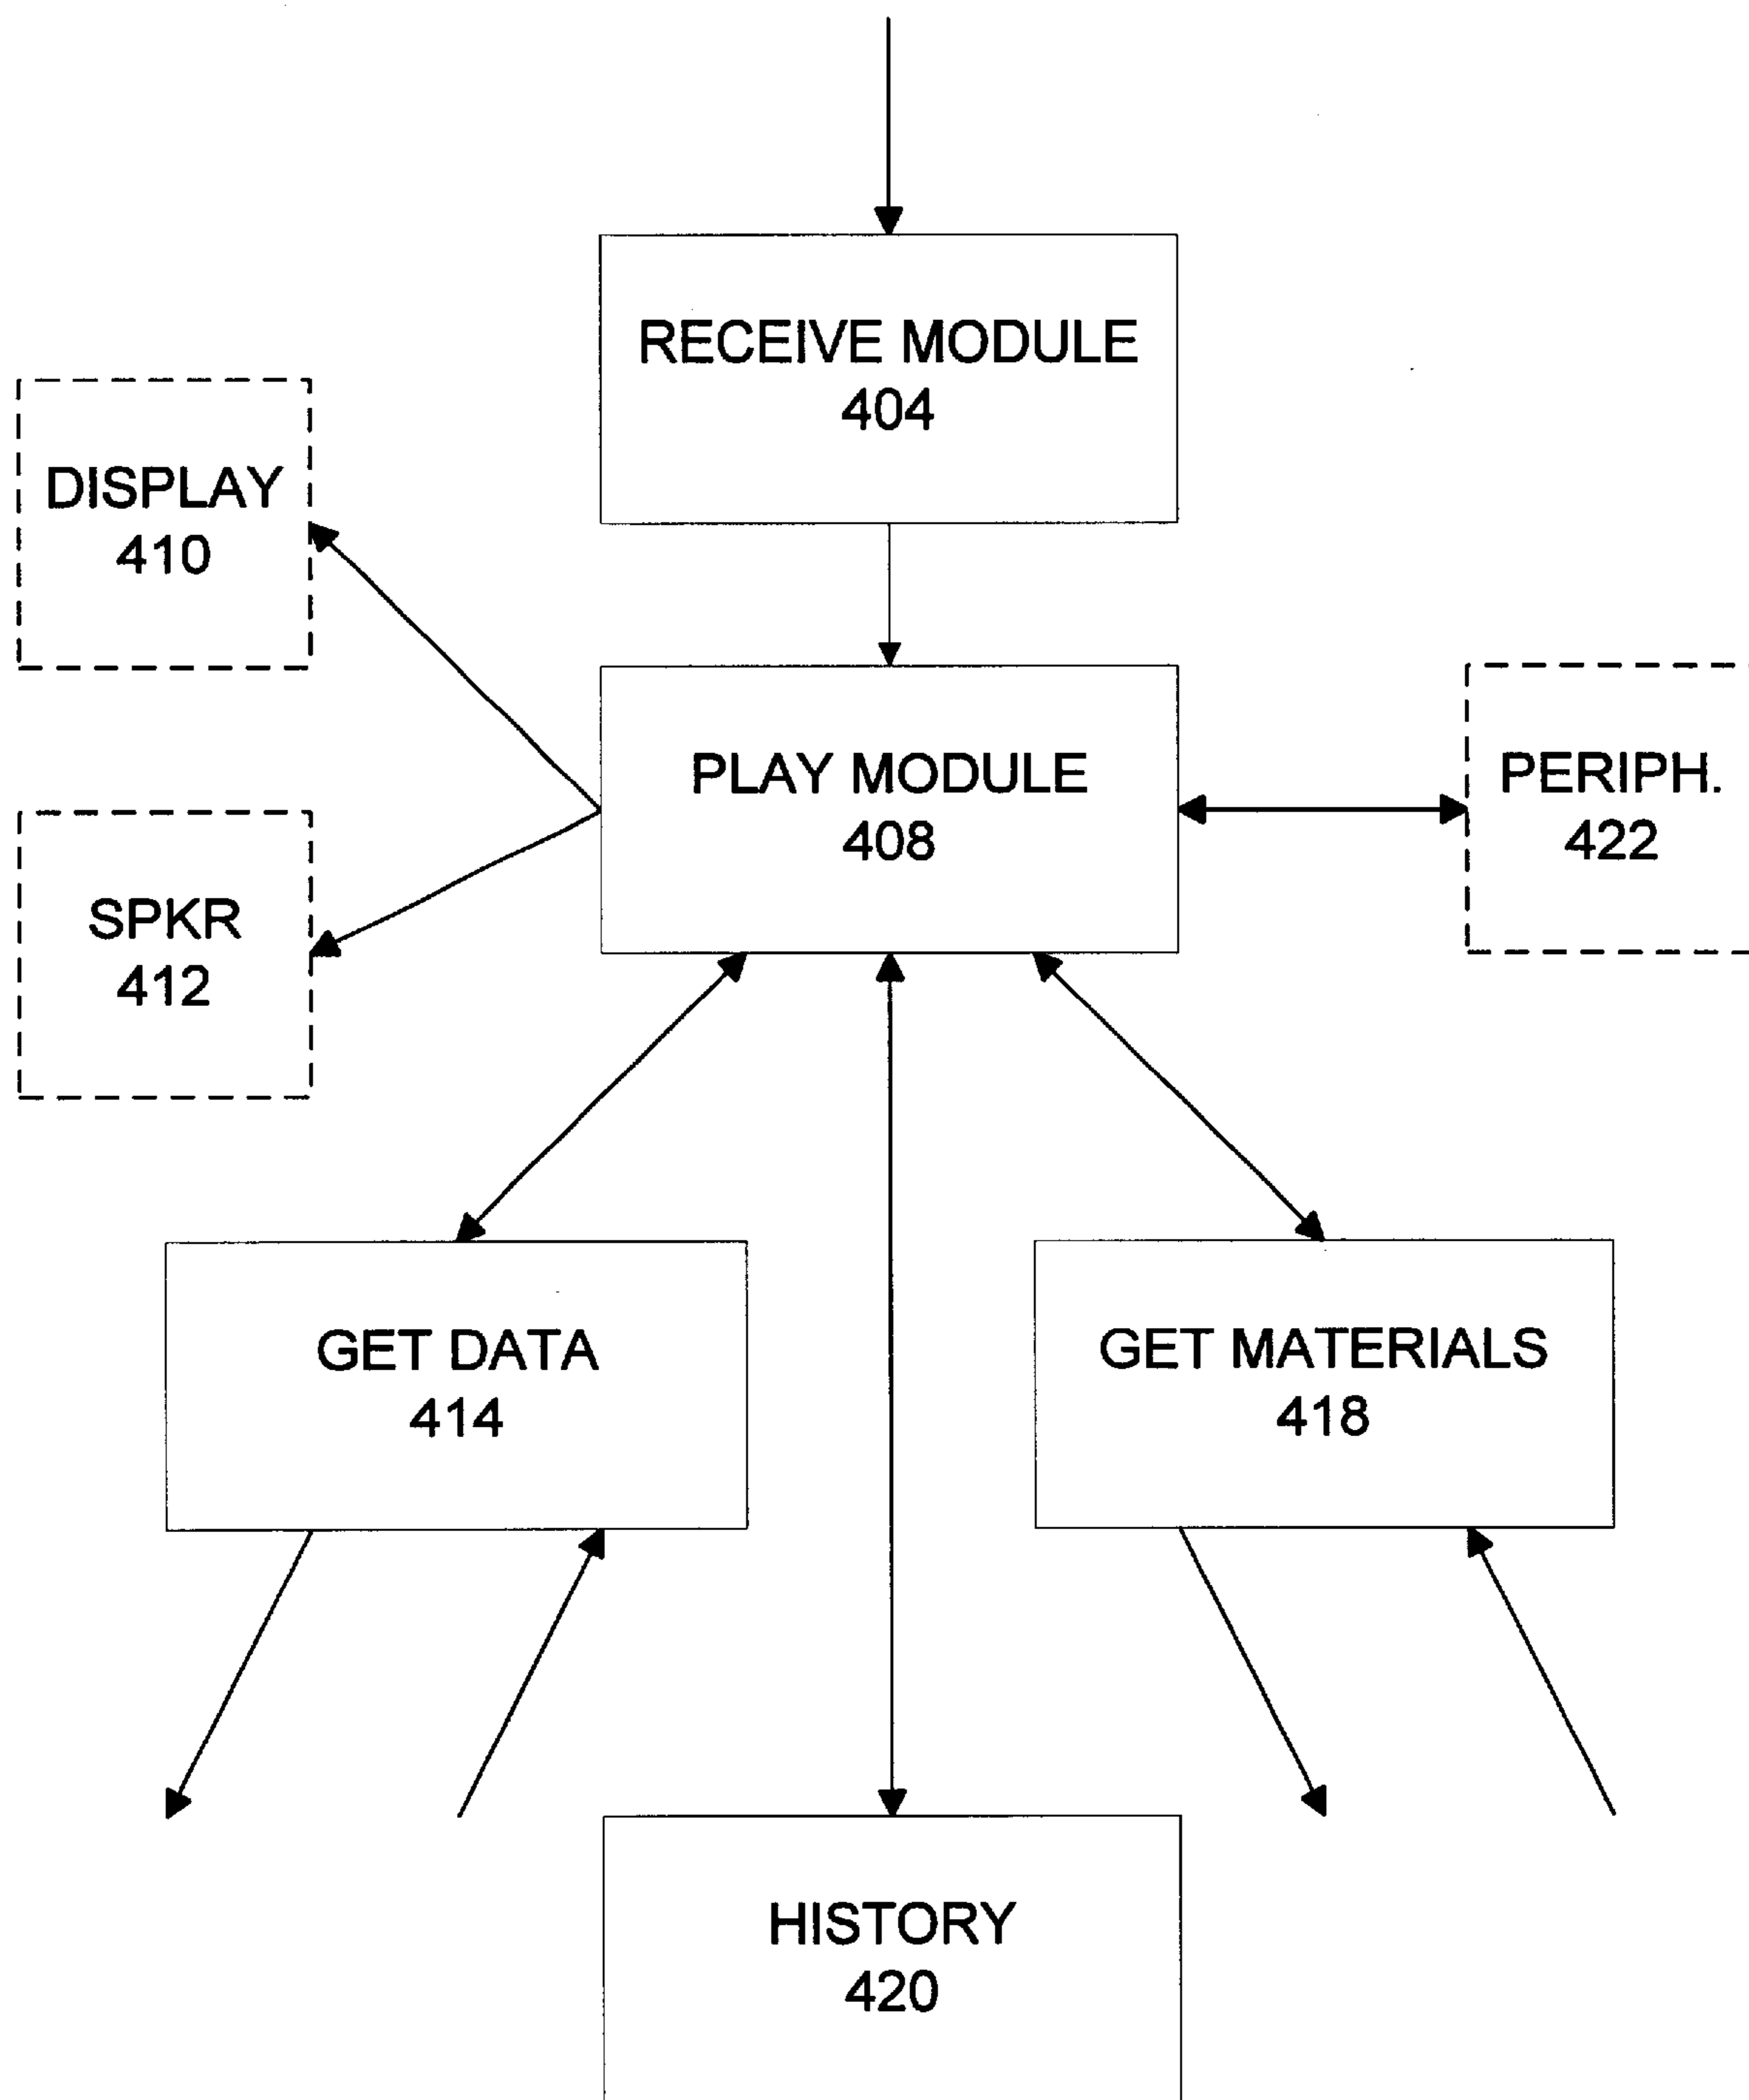 RECEIVE MODULE
404
DISPLAY
410
PLAY MODULE
408
PERIPH.
422
SPKR
412
GET DATA
414
GET MATERIALS
418
HISTORY
420